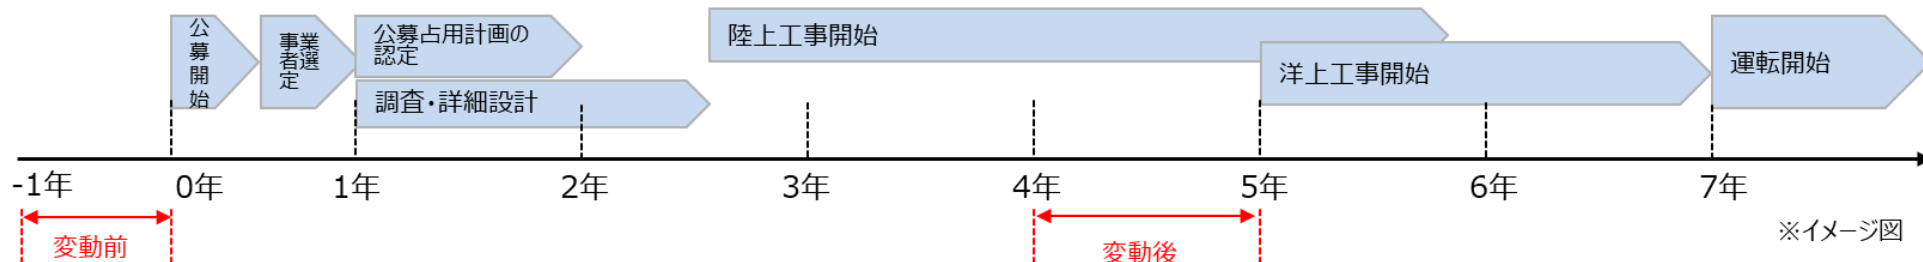 公
募
開
始
事業
者選
定
公募占用計画の
認定
調査・詳細設計
陸上工事開始
洋上工事開始
運転開始
-1年
0年
1年
2年
3年
4年
5年
6年
7年
変動前
変動後
※イメージ図